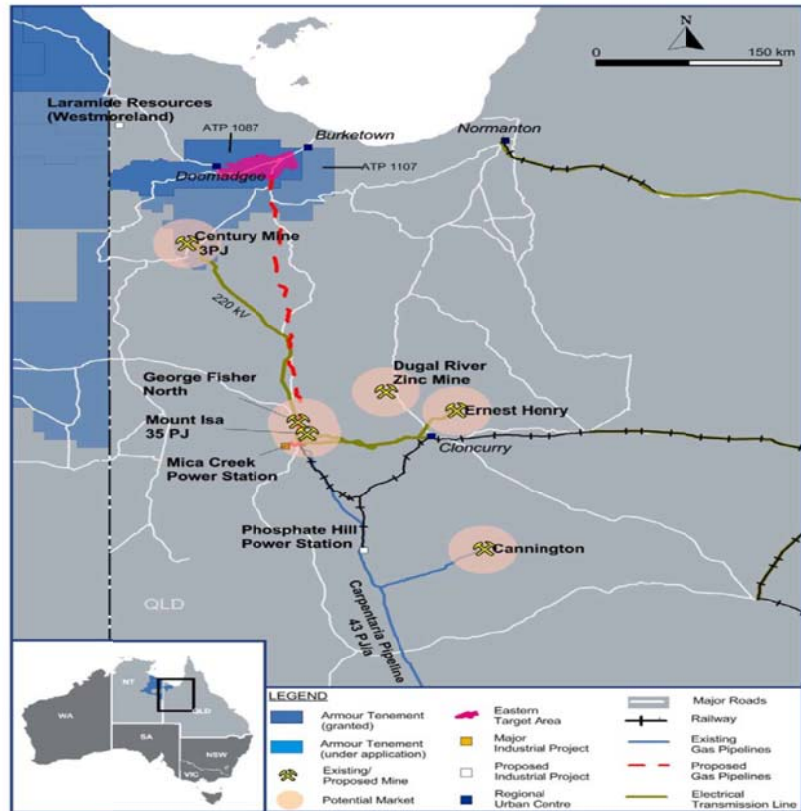 N
0
150 km
Laramide Resources
(Westmoreland)
ATP 1087
Burketown
Normanton
Doomadgee
ATP 1107
Century Mine
3PJ
220 kV
Dugal River
Zinc Mine
George Fisher
North
Ernest Henry
Mount Isa
35 PJ
Cloncurry
Mica Creek
Power Station
Phosphate Hill
Power Station
Cannington
Carpentaria Pipeline
43 PJ/a
QLD
NT
QLD
WA
SA
NSW
VIC
LEGEND
Armour Tenement
(granted)
Armour Tenement
(under application)
Existing/
Proposed Mine
Potential Market
Eastern
Target Area
Major
Industrial Project
Proposed
Industrial Project
Regional
Urban Centre
Major Roads
Railway
Existing
Gas Pipelines
Proposed
Gas Pipelines
Electrical
Transmission Line